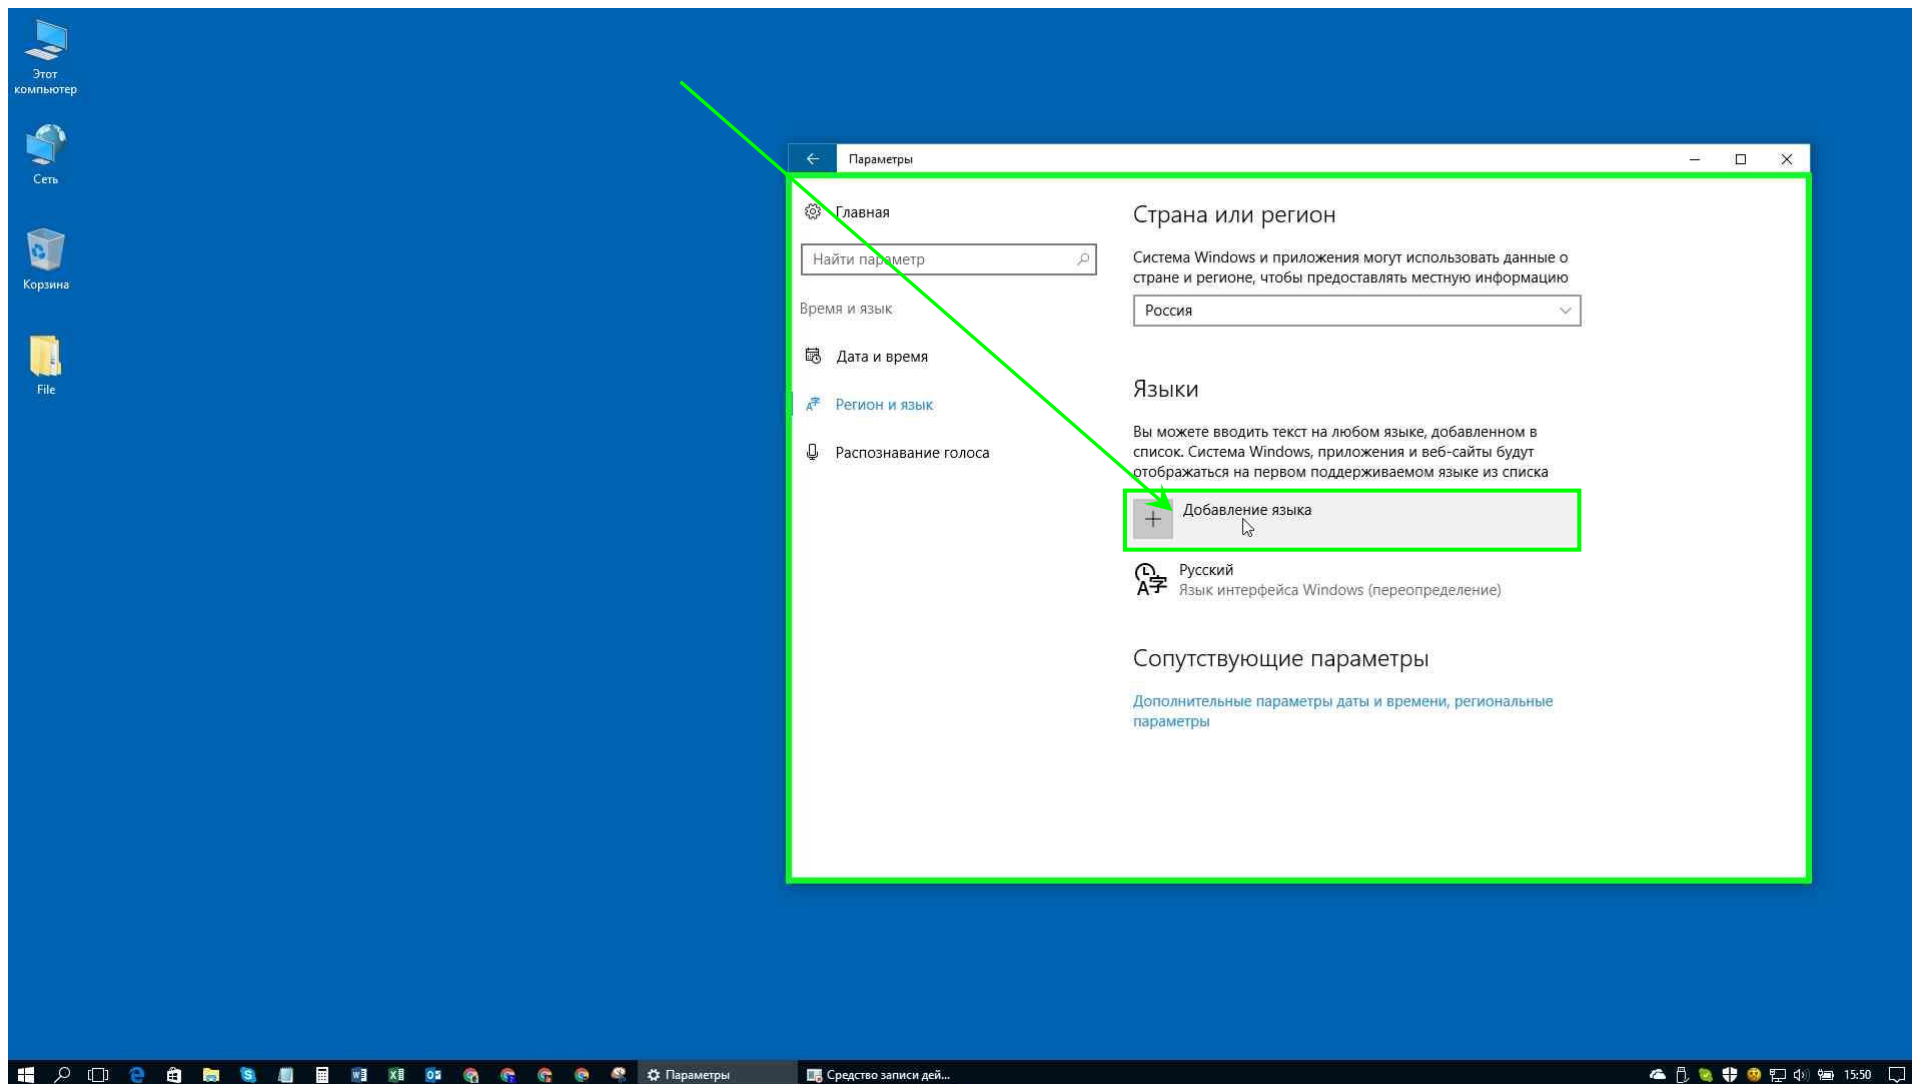 Этот
компьютер
Сеть
Корзина
File
Параметры
Главная
Найти параметр
Время и язык
Дата и время
Регион и язык
Распознавание голоса
Страна или регион
Система Windows и приложения могут использовать данные о
стране и регионе, чтобы предоставлять местную информацию
Россия
Языки
Вы можете вводить текст на любом языке, добавленном в
список. Система Windows, приложения и веб-сайты будут
отображаться на первом поддерживаемом языке из списка
Добавление языка
Русский
Язык интерфейса Windows (переопределение)
Сопутствующие параметры
Дополнительные параметры даты и времени, региональные
параметры
Параметры
Средство записи дей...
15:50